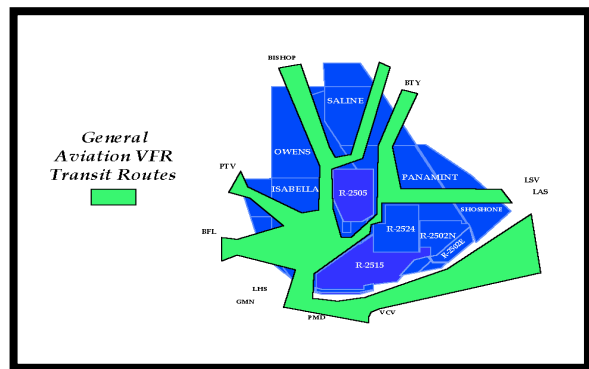 General
Aviation VFR
Transit Routes
BISHOP
BTY
SALINE
OWENS
PTV
PANAMINT
LSV
ISABELLA
R-2505
LAS
SHOSHONE
BFL
R-2524
R-2502N
R-2502E
R-2515
LHS
GMN
PMD
VCV